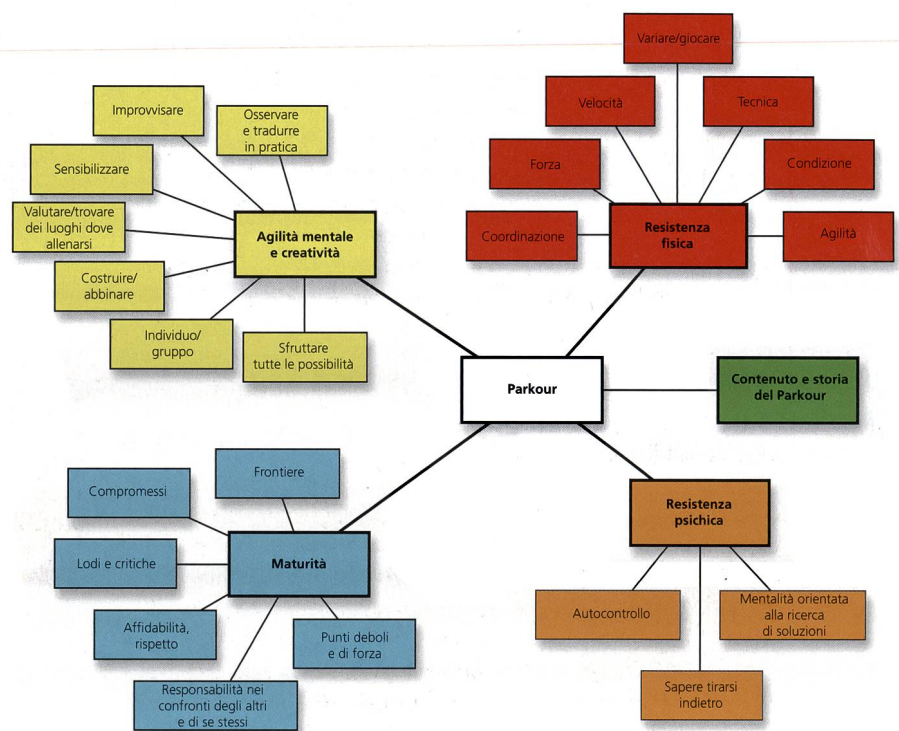 Variare/giocare
Velocità
Tecnica
Forza
Condizione
Coordinazione
Resistenza
fisica
Agilità
Improvvisare
Osservare
e tradurre
in pratica
Sensibilizzare
Valutare/trovare
dei luoghi dove
allenarsi
Agilità mentale
e creatività
Costruire/
abbinare
Individuo/
gruppo
Sfruttare
tutte le possibilità
Parkour
Contenuto e storia
del Parkour
Frontiere
Compromessi
Lodi e critiche
Maturità
Affidabilità,
rispetto
Punti deboli
e di forza
Responsabilità nei
confronti degli altri
e di se stessi
Resistenza
psichica
Autocontrollo
Mentalità orientata
alla ricerca
di soluzioni
Sapere tirarsi
indietro